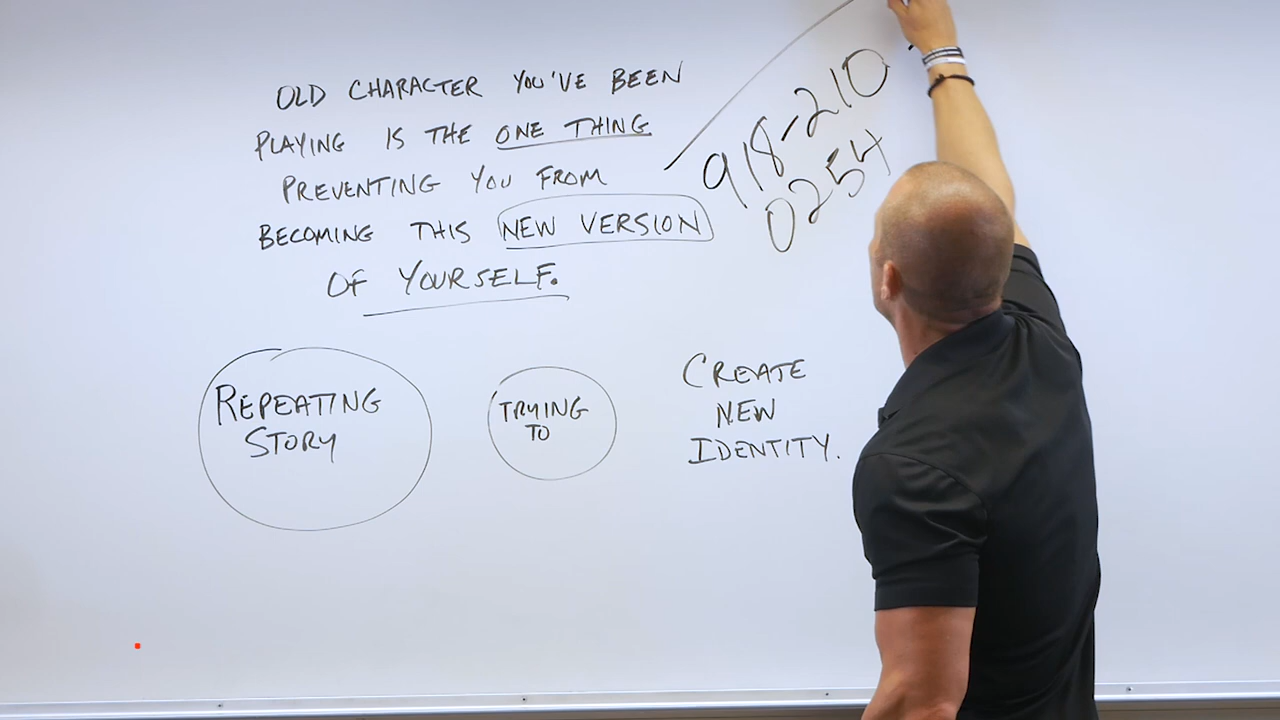 OLD CHARACTER YOU'VE BEEN
PLAYING IS THE ONE THING
PREVENTING YOU FROM
BECOMING THIS NEW VERSION
OF YOURSELF.
918-210
0254
REPEATING
STORY
TRYING
TO
CREATE
NEW
IDENTITY.